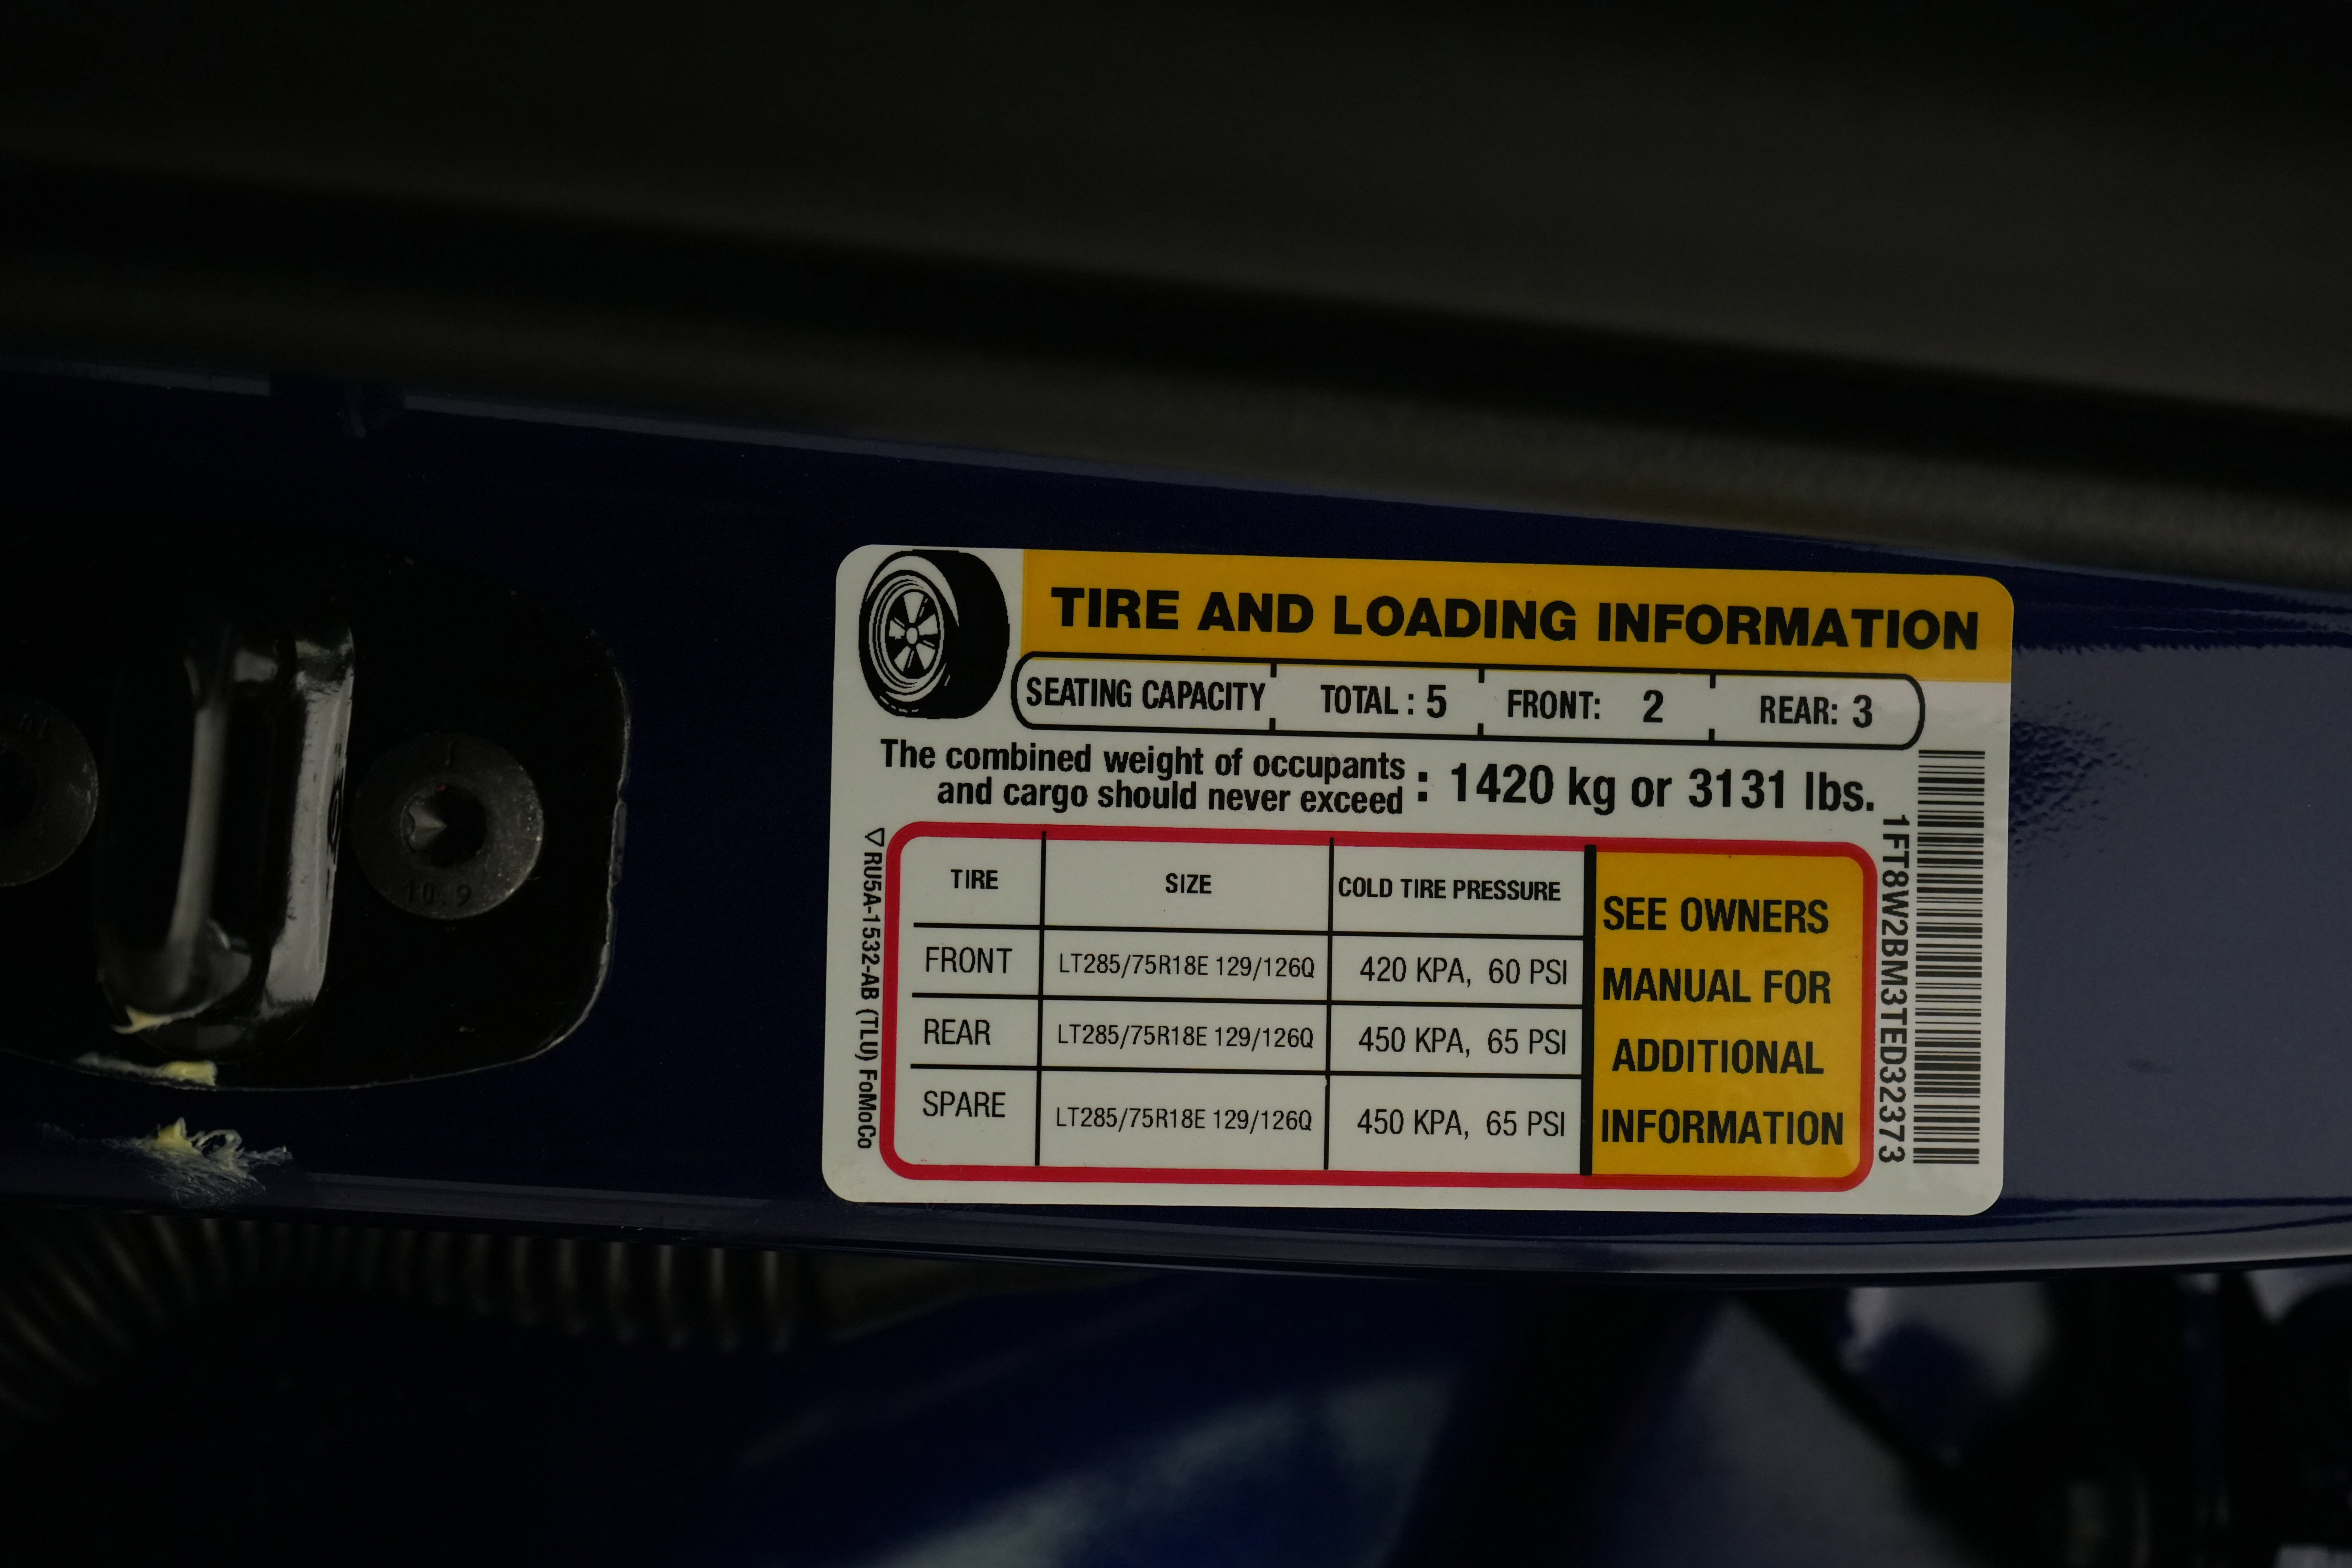 TIRE AND LOADING INFORMATION
SEATING CAPACITY TOTAL : 5 FRONT: 2 REAR: 3
The combined weight of occupants
and cargo should never exceed : 1420 kg or 3131 lbs.
TIRE SIZE COLD TIRE PRESSURE
FRONT LT285/75R18E 129/126Q 420 KPA, 60 PSI
REAR LT285/75R18E 129/126Q 450 KPA, 65 PSI
SPARE LT285/75R18E 129/126Q 450 KPA, 65 PSI
SEE OWNERS
MANUAL FOR
ADDITIONAL
INFORMATION
RU5A-1532-AB (TLU) FoMoCo
1FT8W2BM3TED32373
10.9